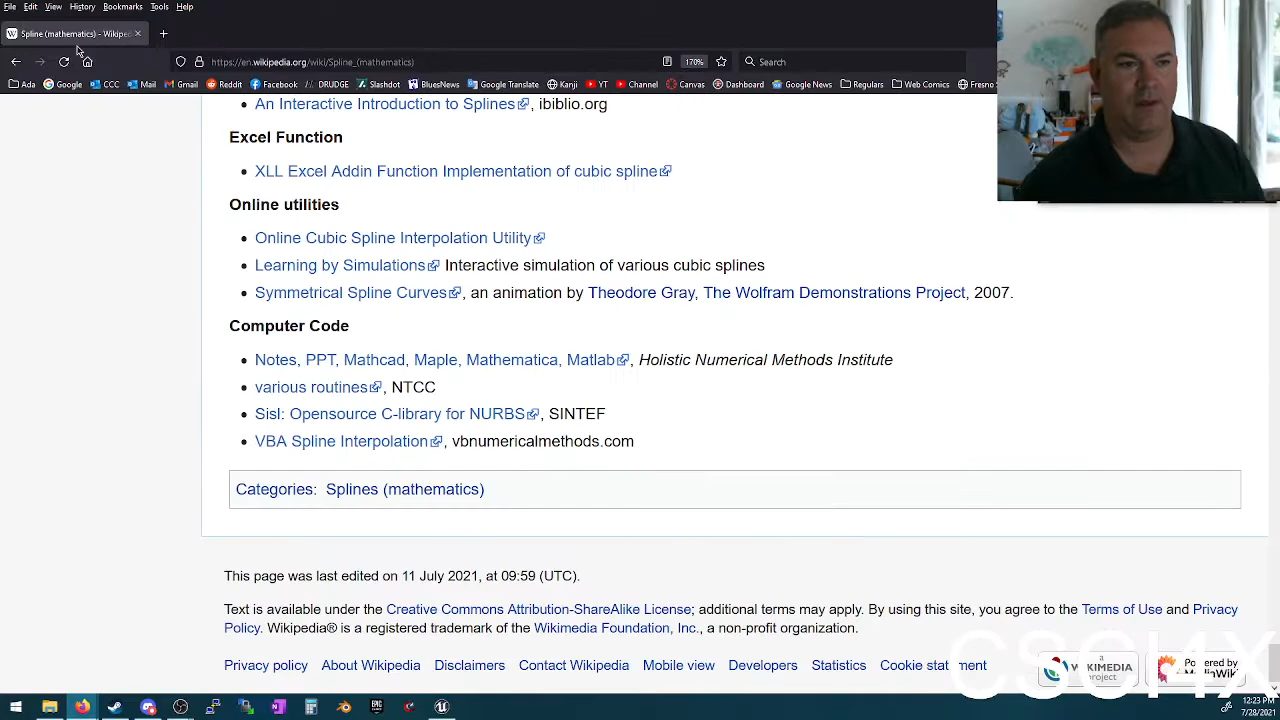 File Edit View History Bookmarks Tools Help
Spline (mathematics) - Wikiped
https://en.wikipedia.org/wiki/Spline_(mathematics)
170%
Search
Ada Google CCC Mail Gmail Reddit Facebook DRUDGE Slashdot BluesNews Google Translate Kanji YT Channel Canvas Dashboard Google News Regulars Web Comics Fresno S
An Interactive Introduction to Splines, ibiblio.org
Excel Function
XLL Excel Addin Function Implementation of cubic spline
Online utilities
Online Cubic Spline Interpolation Utility
Learning by Simulations Interactive simulation of various cubic splines
Symmetrical Spline Curves, an animation by Theodore Gray, The Wolfram Demonstrations Project, 2007.
Computer Code
Notes, PPT, Mathcad, Maple, Mathematica, Matlab, Holistic Numerical Methods Institute
various routines, NTCC
Sisl: Opensource C-library for NURBS, SINTEF
VBA Spline Interpolation, vbnumericalmethods.com
Categories: Splines (mathematics)
This page was last edited on 11 July 2021, at 09:59 (UTC).
Text is available under the Creative Commons Attribution-ShareAlike License; additional terms may apply. By using this site, you agree to the Terms of Use and Privacy
Policy. Wikipedia® is a registered trademark of the Wikimedia Foundation, Inc., a non-profit organization.
Privacy policy About Wikipedia Disclaimers Contact Wikipedia Mobile view Developers Statistics Cookie statement
CSCI4X
a WIKIMEDIA project
Powered by MediaWiki
12:23 PM
7/28/2021